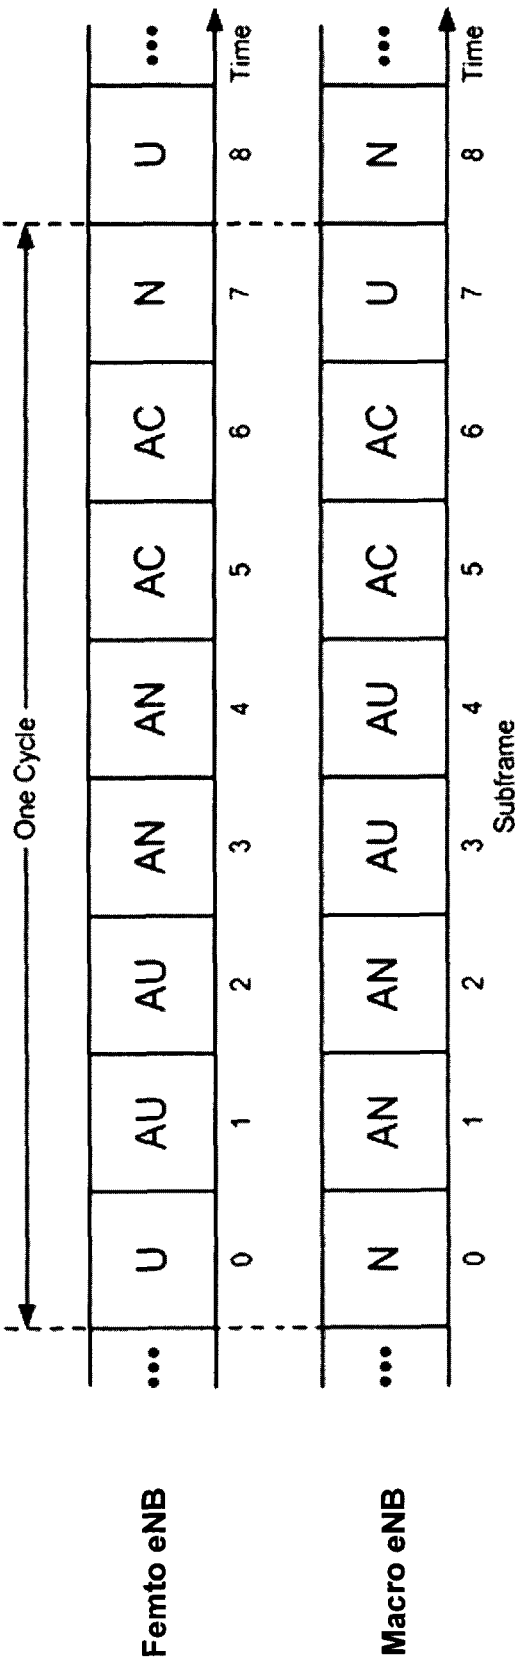 One Cycle
Femto eNB ••• U AU AU AN AN AC AC N U •••
0 1 2 3 4 5 6 7 8 Time
Macro eNB ••• N AN AN AU AU AC AC U N •••
0 1 2 3 4 5 6 7 8 Time
Subframe